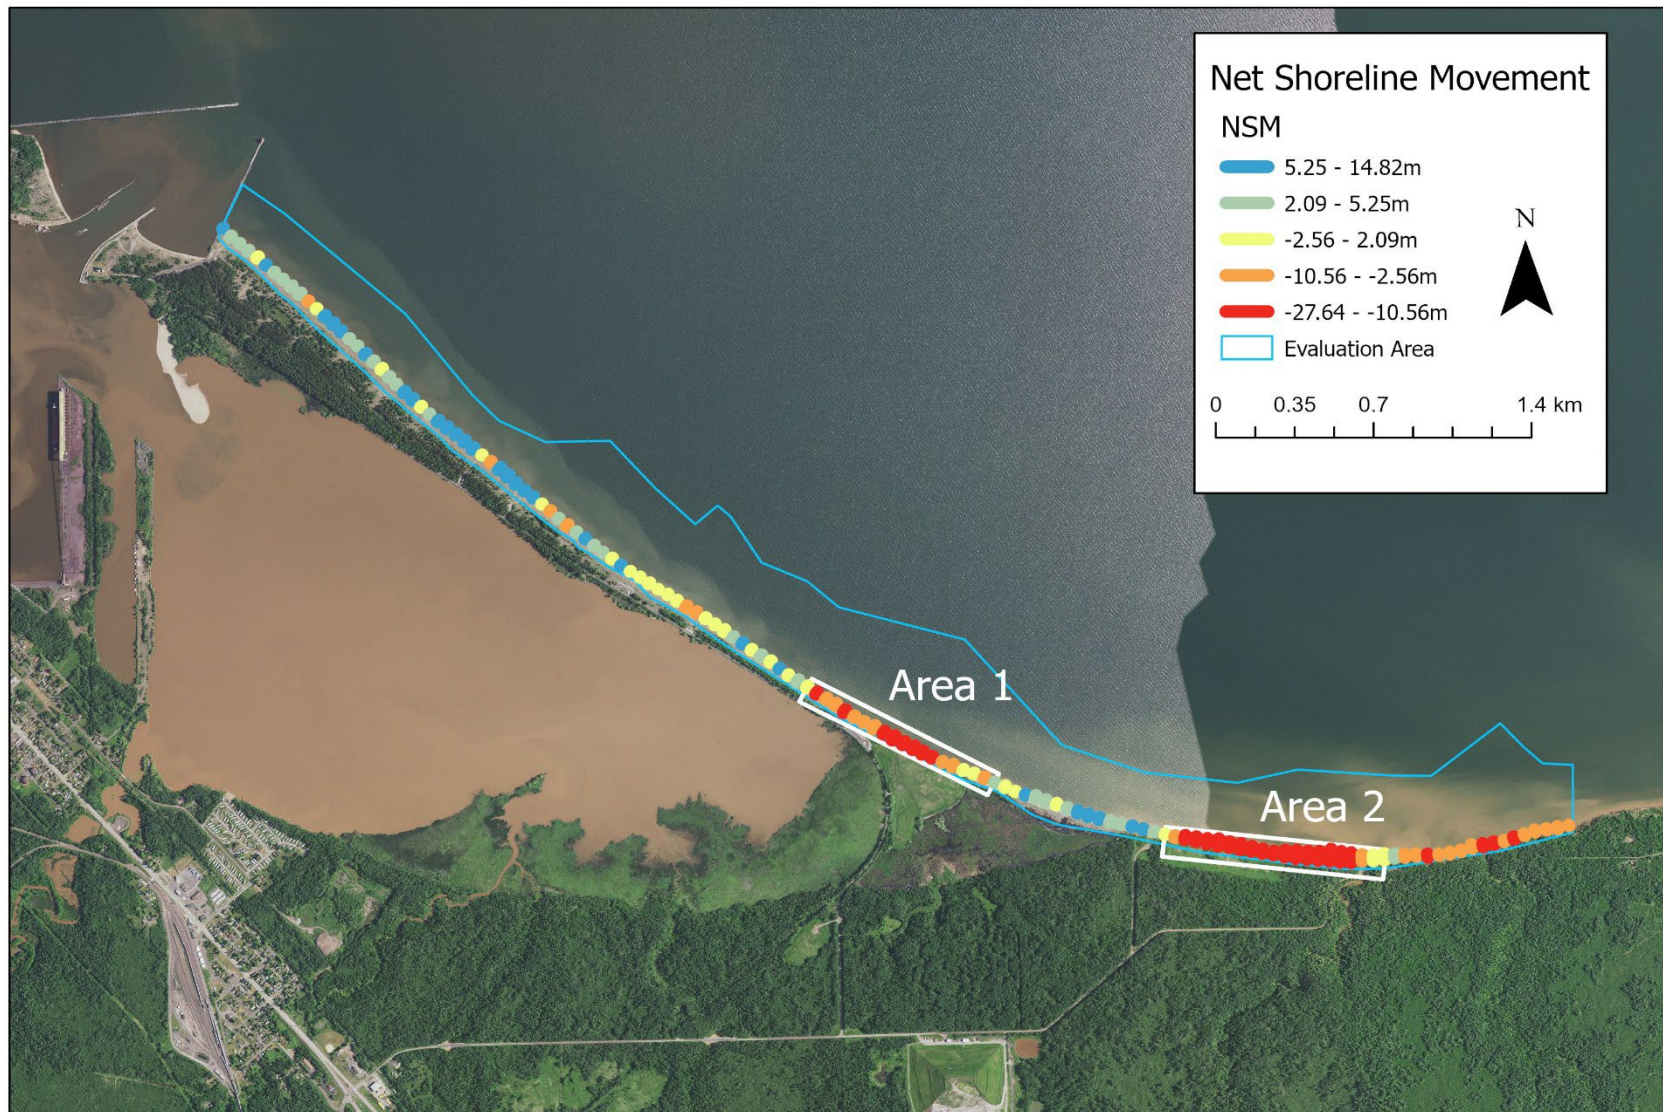 Net Shoreline Movement
NSM
5.25 - 14.82m
2.09 - 5.25m
-2.56 - 2.09m
-10.56 - -2.56m
-27.64 - -10.56m
Evaluation Area
N
0 0.35 0.7 1.4 km
Area 1
Area 2